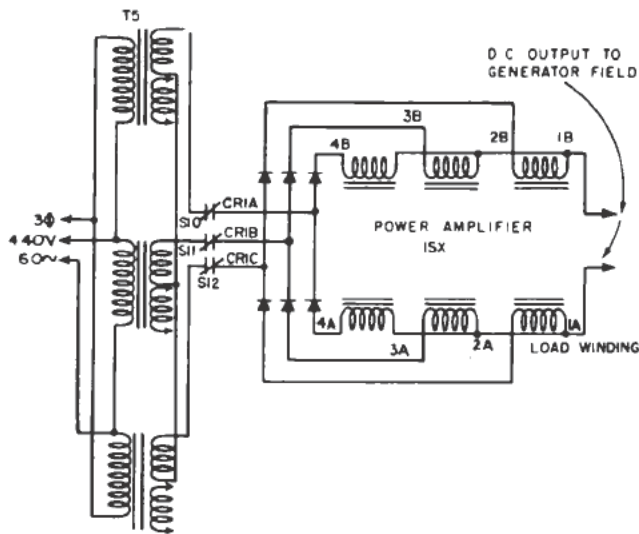 T5
D C OUTPUT TO
GENERATOR FIELD
3B
4B
2B
1B
CR1A
S10
3Φ
440V
60~
CR1B
S11
CR1C
S12
POWER AMPLIFIER
ISX
4A
3A
2A
1A
LOAD WINDING